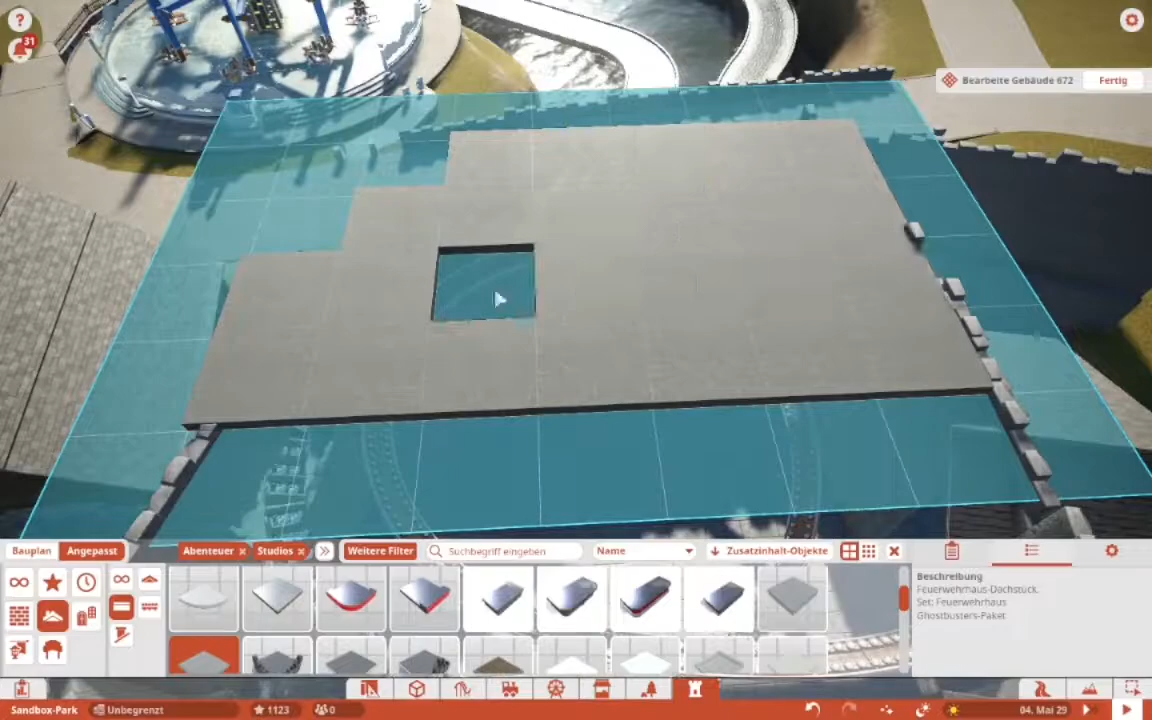 ?
31
Bearbeite Gebäude 672
Fertig
Bauplan
Angepasst
Abenteuer x
Studios x
Weitere Filter
Suchbegriff eingeben
Name
Zusatzinhalt-Objekte
Beschreibung
Feuerwehrhaus-Dachstück.
Set: Feuerwehrhaus
Ghostbusters-Paket
Sandbox-Park
Unbegrenzt
1123
0
04. Mai 29